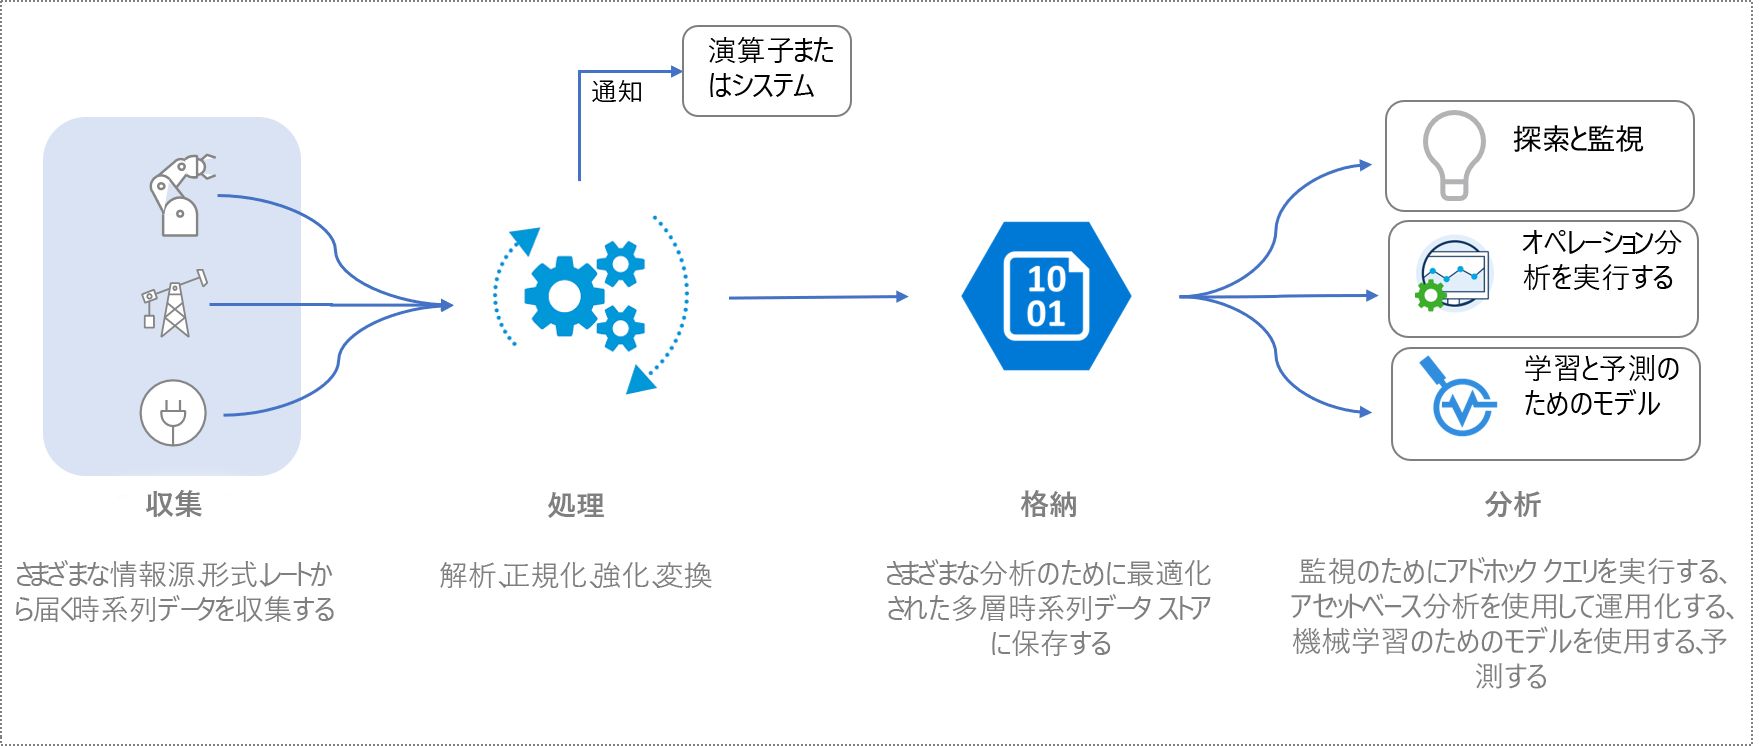 演算子また
はシステム
通知
探索と監視
オペレーション分
析を実行する
学習と予測の
ためのモデル
10
01
収集
処理
格納
分析
さまざまな情報源、形式、レートか
ら届く時系列データを収集する
解析、正規化、強化、変換
さまざまな分析のために最適化
された多層時系列データ ストア
に保存する
監視のためにアドホック クエリを実行する、
アセットベース分析を使用して運用化する、
機械学習のためのモデルを使用する、予
測する